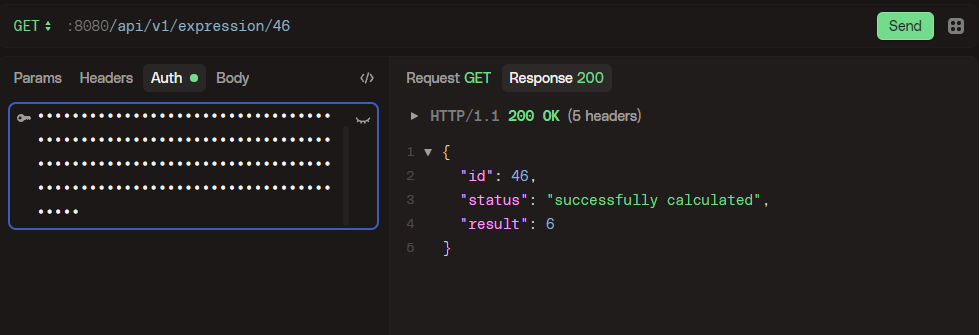 GET :8080/api/v1/expression/46 Send
Params Headers Auth Body </>
Request GET Response 200
HTTP/1.1 200 OK (5 headers)
1 {
2 "id": 46,
3 "status": "successfully calculated",
4 "result": 6
5 }